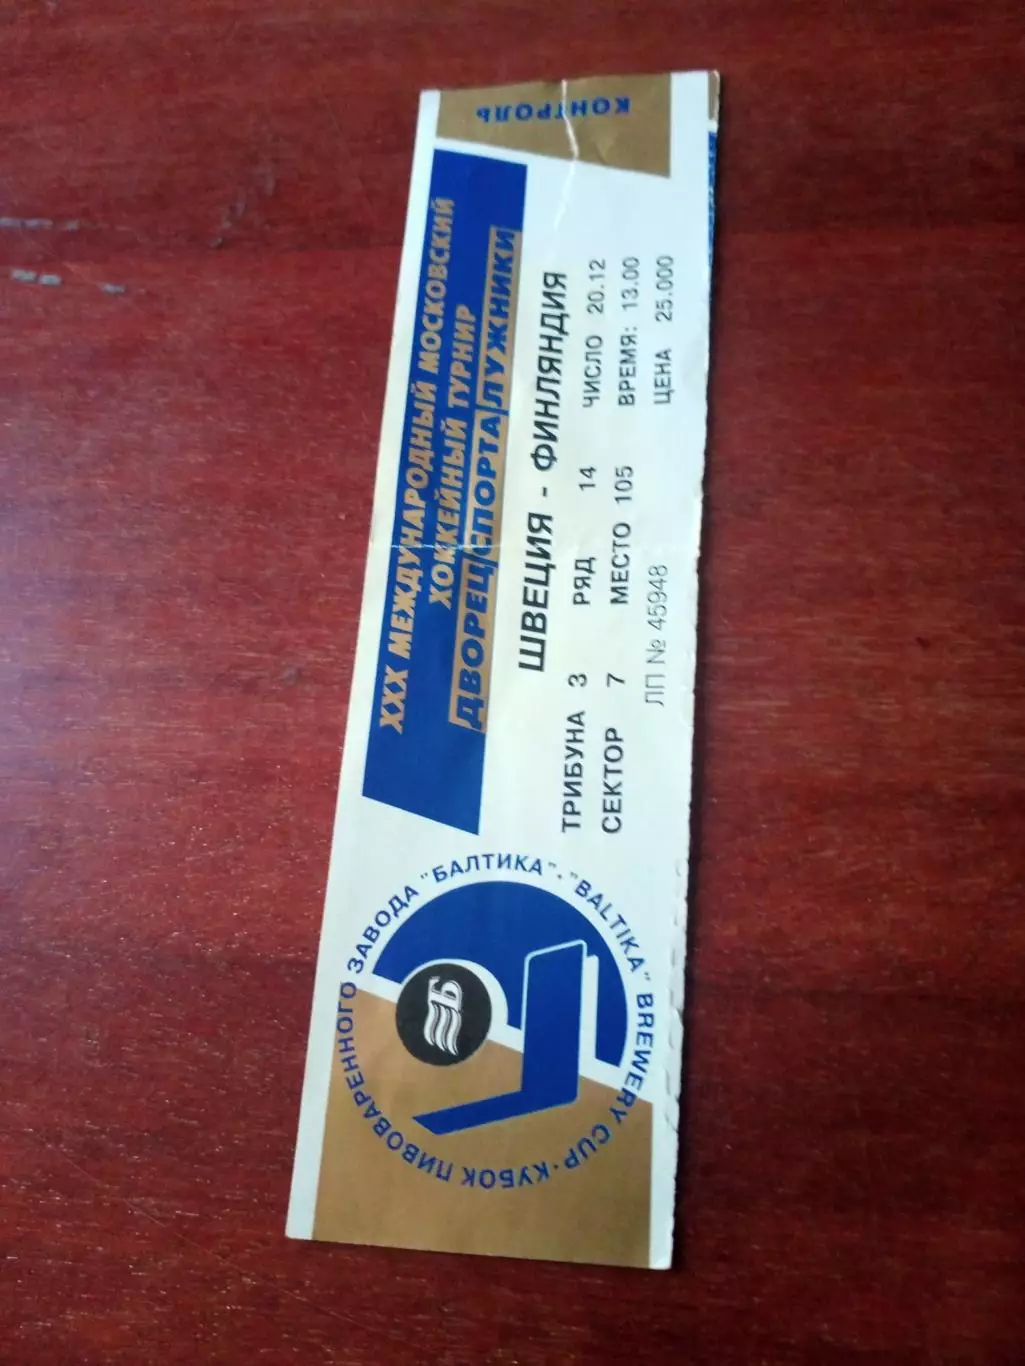 XXX МЕЖДУНАРОДНЫЙ МОСКОВСКИЙ
ХОККЕЙНЫЙ ТУРНИР
ДВОРЕЦ СПОРТА ЛУЖНИКИ
ШВЕЦИЯ - ФИНЛЯНДИЯ
ТРИБУНА 3 РЯД 14 ЧИСЛО 20.12
СЕКТОР 7 МЕСТО 105 ВРЕМЯ: 13.00
ЛП № 45948 ЦЕНА 25.000
КОНТРОЛЬ
КУБОК ПИВОВАРЕННОГО ЗАВОДА "БАЛТИКА" · "BALTIKA" BREWERY CUP ·
Б